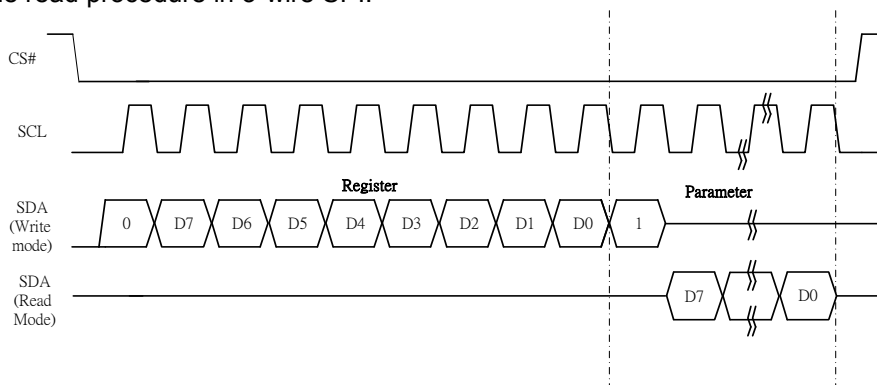 read procedure in 3-wire SPI.
CS#
SCL
Register
Parameter
SDA
(Write
mode)
0 D7 D6 D5 D4 D3 D2 D1 D0 1
SDA
(Read
Mode)
D7 D0